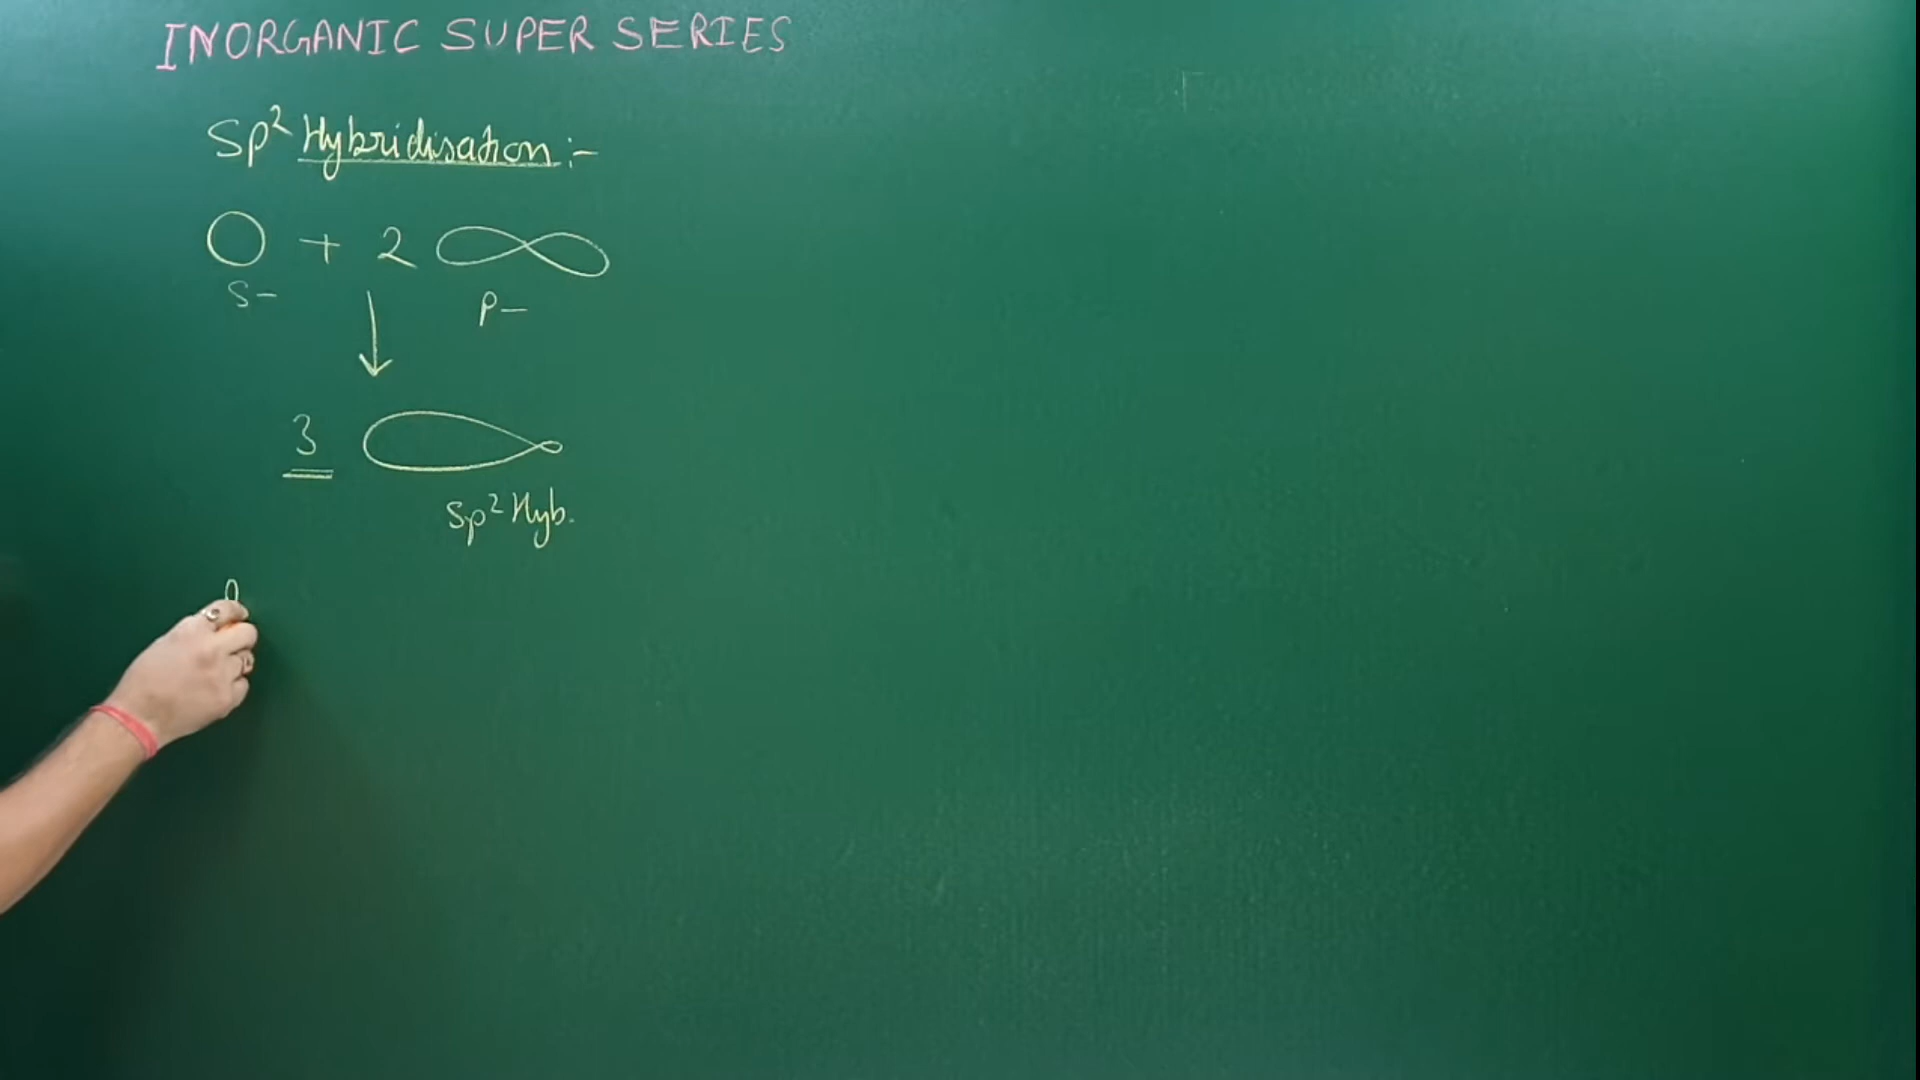 INORGANIC SUPER SERIES
Sp² Hybridisation :-
+ 2
S- P-
3
Sp² Hyb.